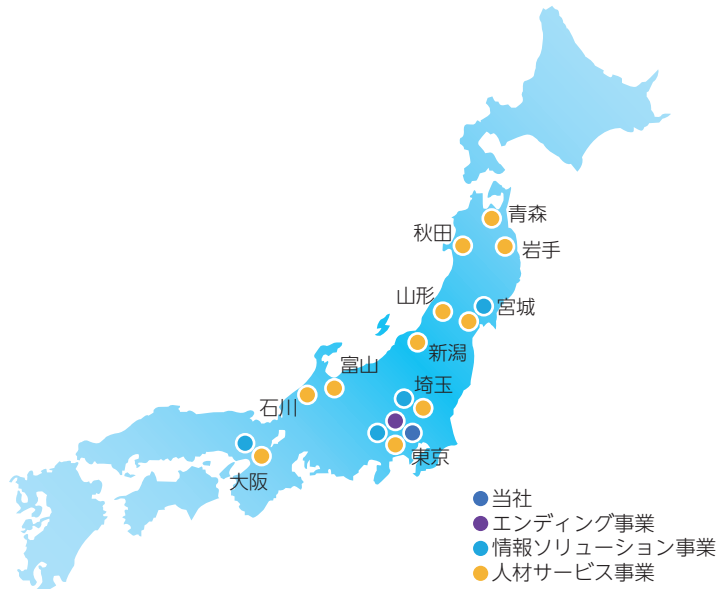 青森
秋田
岩手
山形
宮城
新潟
富山
埼玉
石川
東京
大阪
当社
エンディング事業
情報ソリューション事業
人材サービス事業